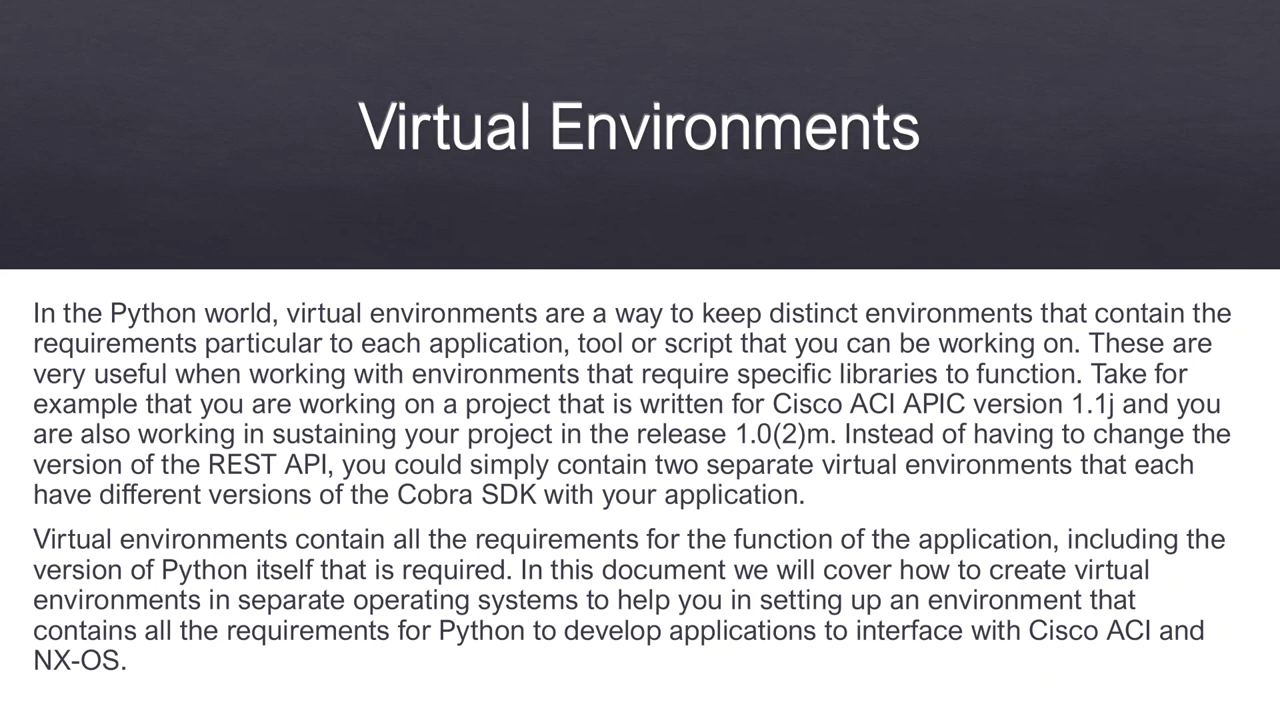 Virtual Environments
In the Python world, virtual environments are a way to keep distinct environments that contain the
requirements particular to each application, tool or script that you can be working on. These are
very useful when working with environments that require specific libraries to function. Take for
example that you are working on a project that is written for Cisco ACI APIC version 1.1j and you
are also working in sustaining your project in the release 1.0(2)m. Instead of having to change the
version of the REST API, you could simply contain two separate virtual environments that each
have different versions of the Cobra SDK with your application.
Virtual environments contain all the requirements for the function of the application, including the
version of Python itself that is required. In this document we will cover how to create virtual
environments in separate operating systems to help you in setting up an environment that
contains all the requirements for Python to develop applications to interface with Cisco ACI and
NX-OS.